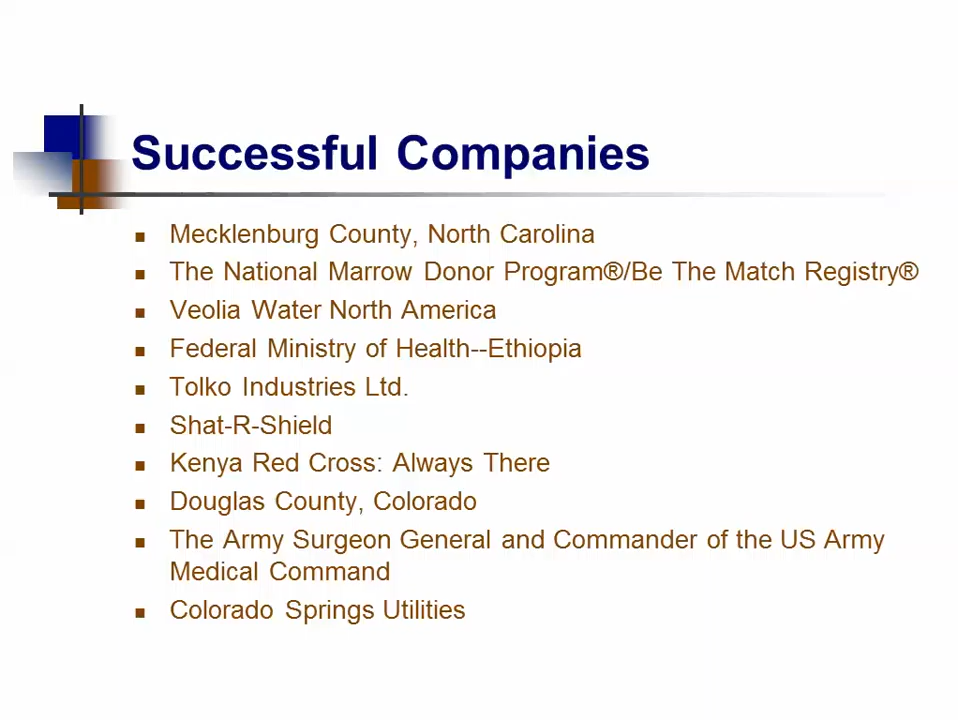 Successful Companies
Mecklenburg County, North Carolina
The National Marrow Donor Program®/Be The Match Registry®
Veolia Water North America
Federal Ministry of Health--Ethiopia
Tolko Industries Ltd.
Shat-R-Shield
Kenya Red Cross: Always There
Douglas County, Colorado
The Army Surgeon General and Commander of the US Army
Medical Command
Colorado Springs Utilities